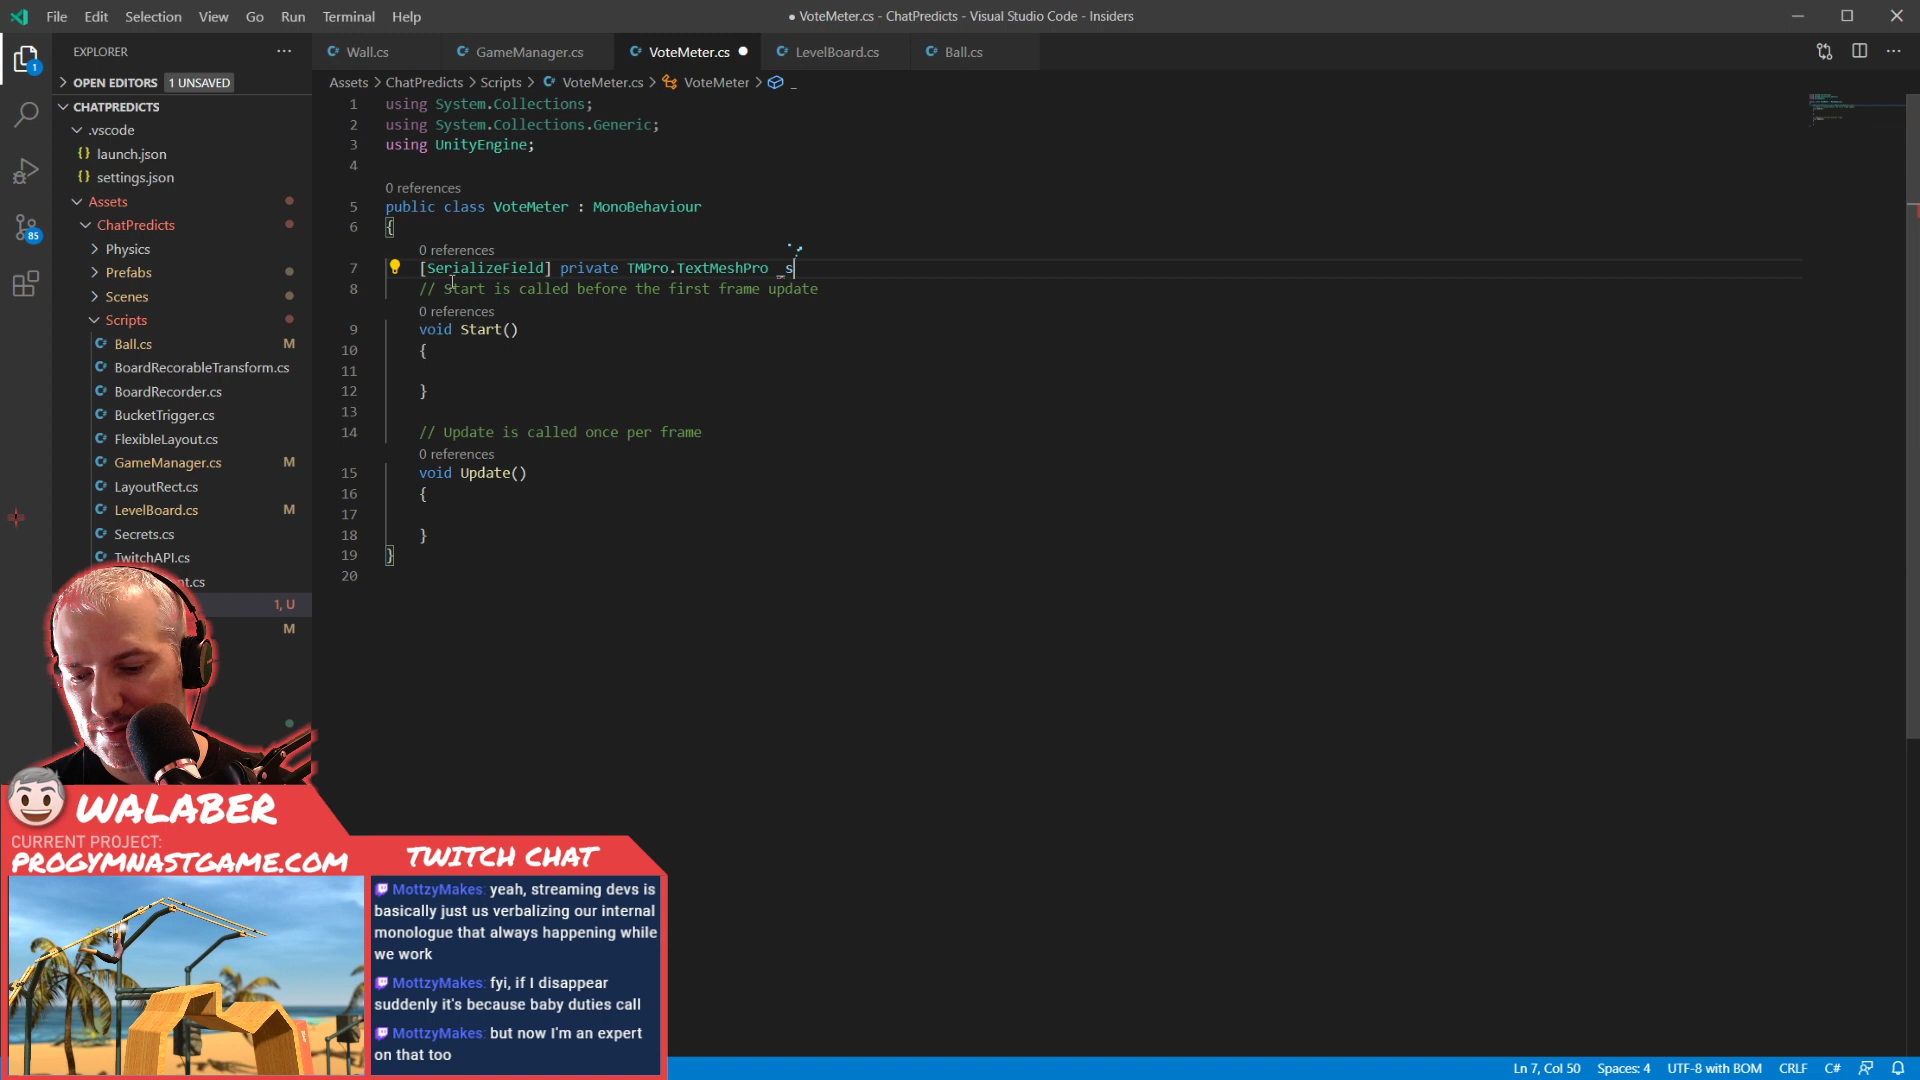 File Edit Selection View Go Run Terminal Help
● VoteMeter.cs - ChatPredicts - Visual Studio Code - Insiders
EXPLORER
Wall.cs GameManager.cs VoteMeter.cs LevelBoard.cs Ball.cs
OPEN EDITORS 1 UNSAVED
Assets > ChatPredicts > Scripts > VoteMeter.cs > VoteMeter > _
CHATPREDICTS
.vscode
launch.json
settings.json
Assets
ChatPredicts
Physics
Prefabs
Scenes
Scripts
Ball.cs M
BoardRecorableTransform.cs
BoardRecorder.cs
BucketTrigger.cs
FlexibleLayout.cs
GameManager.cs M
LayoutRect.cs
LevelBoard.cs M
Secrets.cs
TwitchAPI.cs
nt.cs
1, U
M
1
85
1 using System.Collections;
2 using System.Collections.Generic;
3 using UnityEngine;
4
0 references
5 public class VoteMeter : MonoBehaviour
6 {
0 references
7 [SerializeField] private TMPro.TextMeshPro _s
8 // Start is called before the first frame update
0 references
9 void Start()
10 {
11
12 }
13
14 // Update is called once per frame
0 references
15 void Update()
16 {
17
18 }
19 }
20
WALABER
CURRENT PROJECT:
PROGYMNASTGAME.COM
TWITCH CHAT
MottzyMakes: yeah, streaming devs is
basically just us verbalizing our internal
monologue that always happening while
we work
MottzyMakes: fyi, if I disappear
suddenly it's because baby duties call
MottzyMakes: but now I'm an expert
on that too
Ln 7, Col 50 Spaces: 4 UTF-8 with BOM CRLF C#